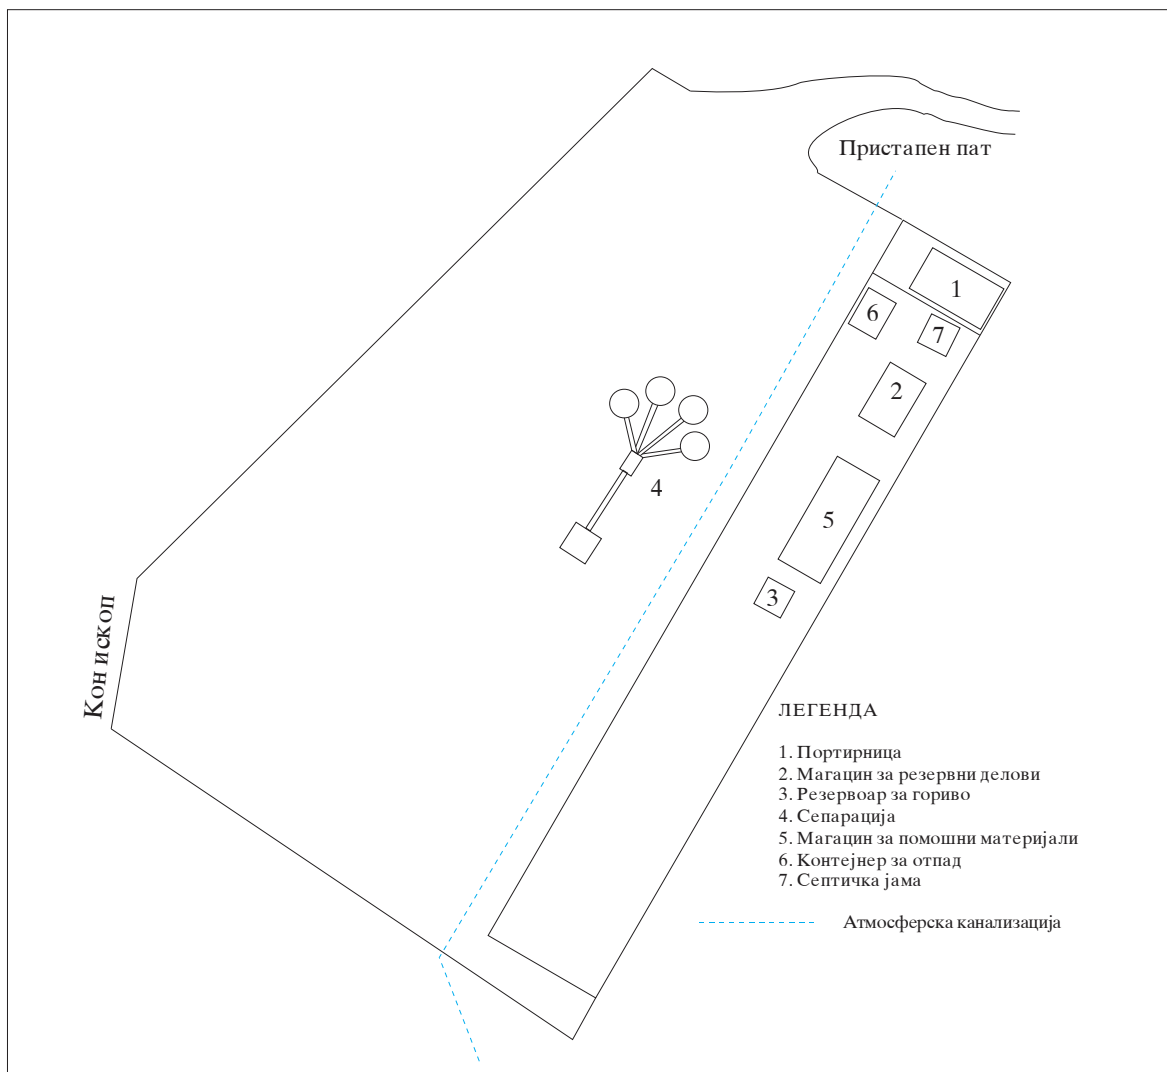 Пристапен пат
1
6
7
2
4
5
3
Кон ископ
ЛЕГЕНДА
1. Портирница
2. Магацин за резервни делови
3. Резервоар за гориво
4. Сепарација
5. Магацин за помошни материјали
6. Контејнер за отпад
7. Септичка јама
Атмосферска канализација